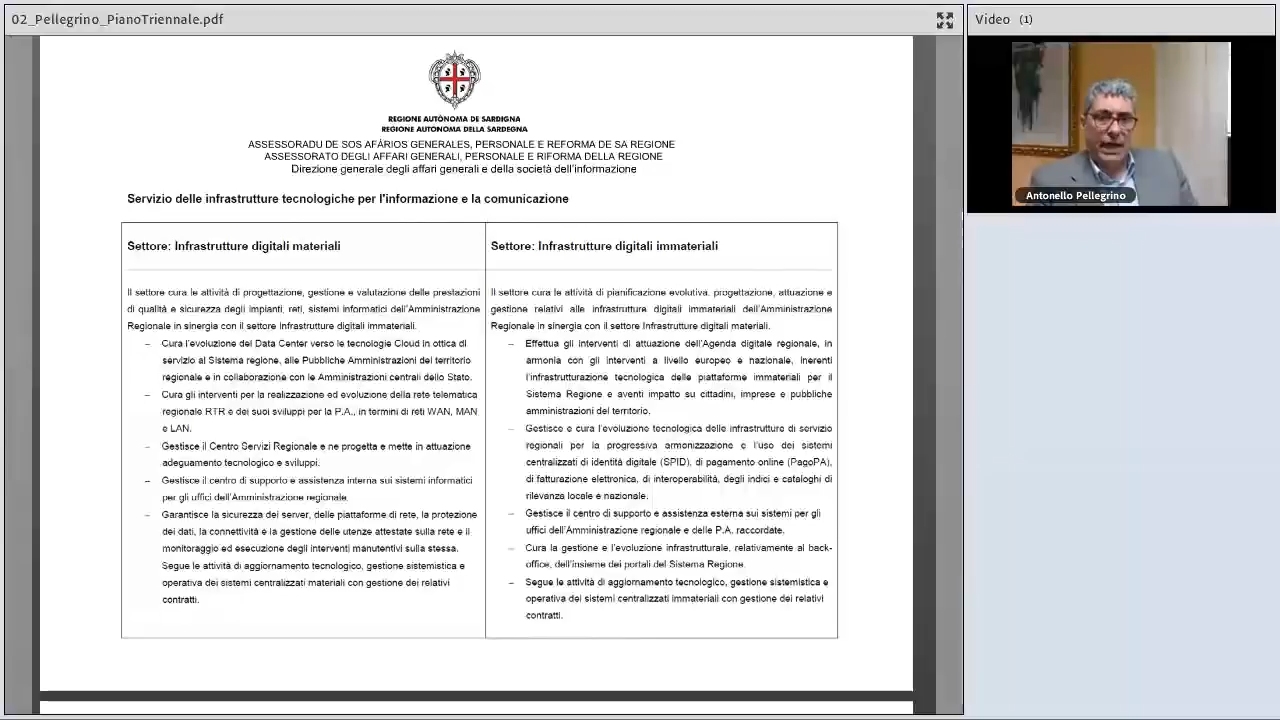 02_Pellegrino_PianoTriennale.pdf
Video (1)
Antonello Pellegrino
REGIONE AUTÒNOMA DE SARDIGNA
REGIONE AUTONOMA DELLA SARDEGNA
ASSESSORADU DE SOS AFÀRIOS GENERALES, PERSONALE E REFORMA DE SA REGIONE
ASSESSORATO DEGLI AFFARI GENERALI, PERSONALE E RIFORMA DELLA REGIONE
Direzione generale degli affari generali e della società dell'informazione
Servizio delle infrastrutture tecnologiche per l'informazione e la comunicazione
Settore: Infrastrutture digitali materiali
Il settore cura le attività di progettazione, gestione e valutazione delle prestazioni
di qualità e sicurezza degli impianti, reti, sistemi informatici dell'Amministrazione
Regionale in sinergia con il settore Infrastrutture digitali immateriali.
– Cura l'evoluzione del Data Center verso le tecnologie Cloud in ottica di
servizio al Sistema regione, alle Pubbliche Amministrazioni del territorio
regionale e in collaborazione con le Amministrazioni centrali dello Stato.
– Cura gli interventi per la realizzazione ed evoluzione della rete telematica
regionale RTR e dei suoi sviluppi per la P.A., in termini di reti WAN, MAN
e LAN.
– Gestisce il Centro Servizi Regionale e ne progetta e mette in attuazione
adeguamento tecnologico e sviluppi.
– Gestisce il centro di supporto e assistenza interna sui sistemi informatici
per gli uffici dell'Amministrazione regionale.
– Garantisce la sicurezza dei server, delle piattaforme di rete, la protezione
dei dati, la connettività e la gestione delle utenze attestate sulla rete e il
monitoraggio ed esecuzione degli interventi manutentivi sulla stessa.
Segue le attività di aggiornamento tecnologico, gestione sistemistica e
operativa dei sistemi centralizzati materiali con gestione dei relativi
contratti.
Settore: Infrastrutture digitali immateriali
Il settore cura le attività di pianificazione evolutiva. progettazione, attuazione e
gestione relativi alle infrastrutture digitali immateriali dell'Amministrazione
Regionale in sinergia con il settore Infrastrutture digitali materiali.
– Effettua gli interventi di attuazione dell'Agenda digitale regionale, in
armonia con gli interventi a livello europeo e nazionale, inerenti
l'infrastrutturazione tecnologica delle piattaforme immateriali per il
Sistema Regione e aventi impatto su cittadini, imprese e pubbliche
amministrazioni del territorio.
– Gestisce e cura l'evoluzione tecnologica delle infrastrutture di servizio
regionali per la progressiva armonizzazione e l'uso dei sistemi
centralizzati di identità digitale (SPID), di pagamento online (PagoPA),
di fatturazione elettronica, di interoperabilità, degli indici e cataloghi di
rilevanza locale e nazionale.
– Gestisce il centro di supporto e assistenza esterna sui sistemi per gli
uffici dell'Amministrazione regionale e delle P.A. raccordate.
– Cura la gestione e l'evoluzione infrastrutturale, relativamente al back-
office, dell'insieme dei portali del Sistema Regione.
– Segue le attività di aggiornamento tecnologico, gestione sistemistica e
operativa dei sistemi centralizzati immateriali con gestione dei relativi
contratti.